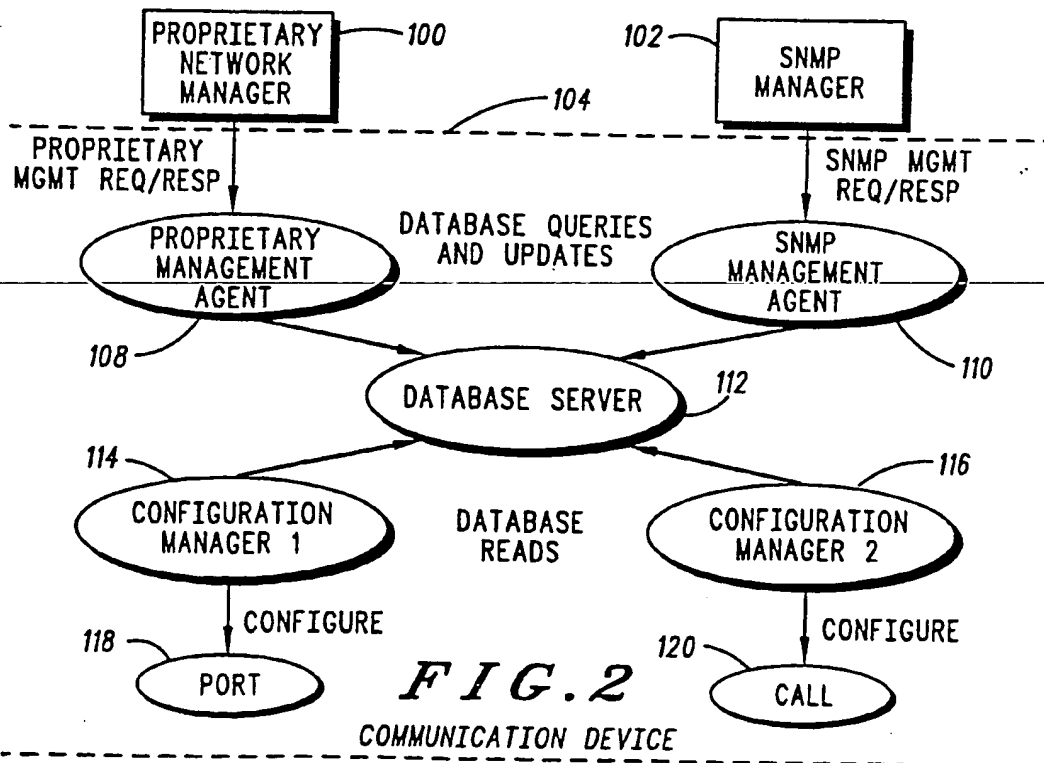 PROPRIETARY
NETWORK
MANAGER
100
102
SNMP
MANAGER
104
PROPRIETARY
MGMT REQ/RESP
SNMP MGMT
REQ/RESP
PROPRIETARY
MANAGEMENT
AGENT
DATABASE QUERIES
AND UPDATES
SNMP
MANAGEMENT
AGENT
108
110
DATABASE SERVER
112
114
CONFIGURATION
MANAGER 1
DATABASE
READS
116
CONFIGURATION
MANAGER 2
CONFIGURE
CONFIGURE
118
PORT
120
CALL
FIG.2
COMMUNICATION DEVICE